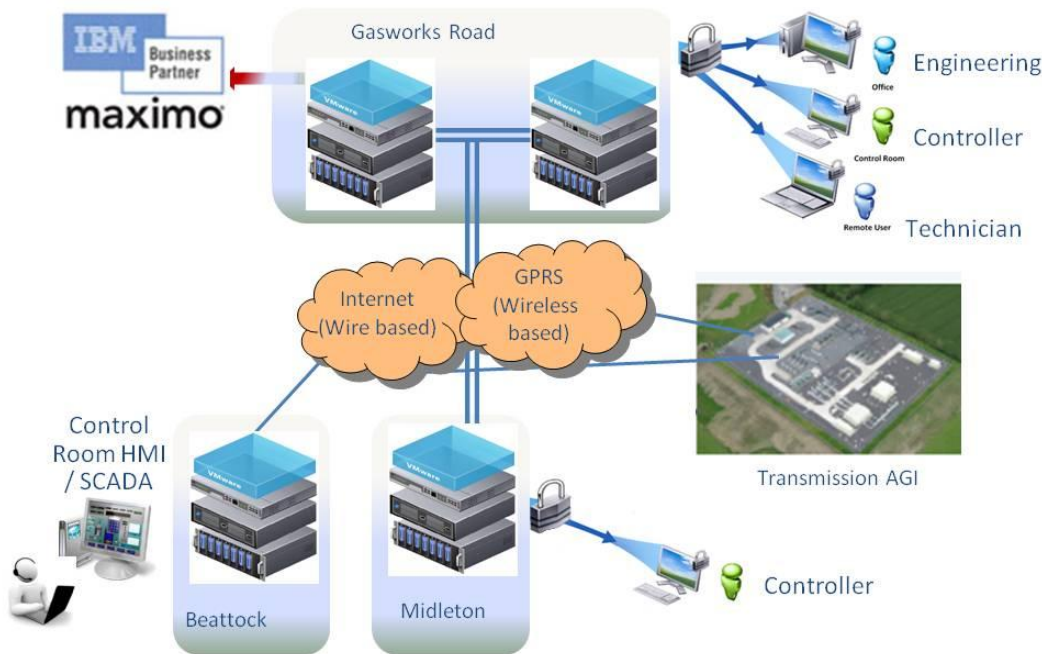 IBM
Business
Partner
maximo
Gasworks Road
VMware
VMware
Engineering
Office
Controller
Control Room
Technician
Remote User
Internet
(Wire based)
GPRS
(Wireless
based)
Control
Room HMI
/ SCADA
Transmission AGI
VMware
VMware
Beattock
Midleton
Controller